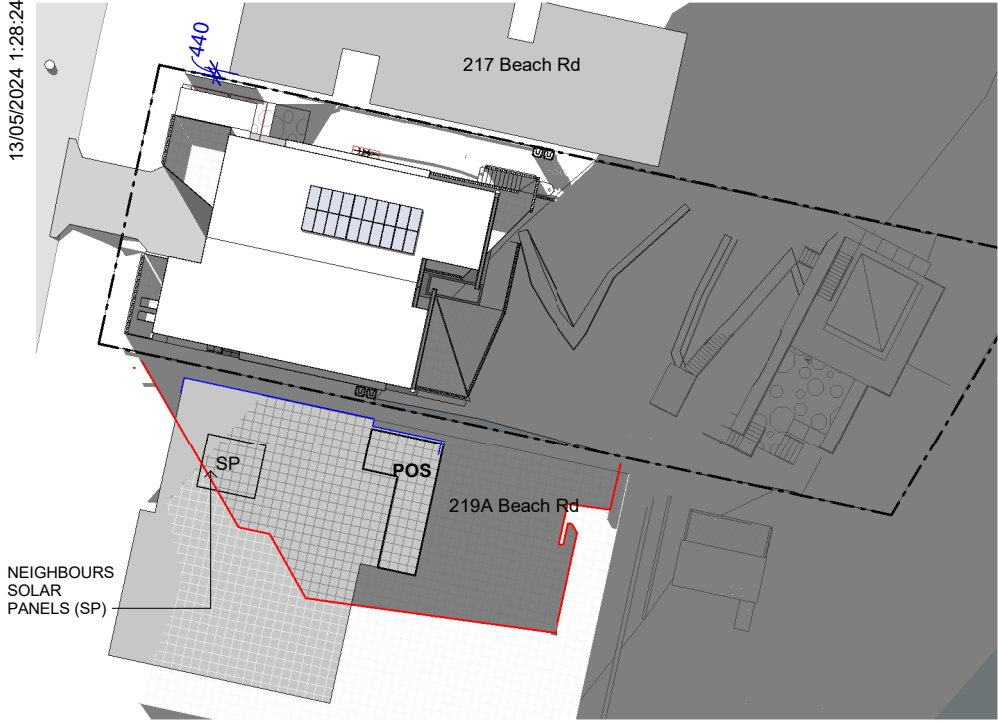 13/05/2024 1:28:24
440
217 Beach Rd
SP
POS
219A Beach Rd
NEIGHBOURS
SOLAR
PANELS (SP)